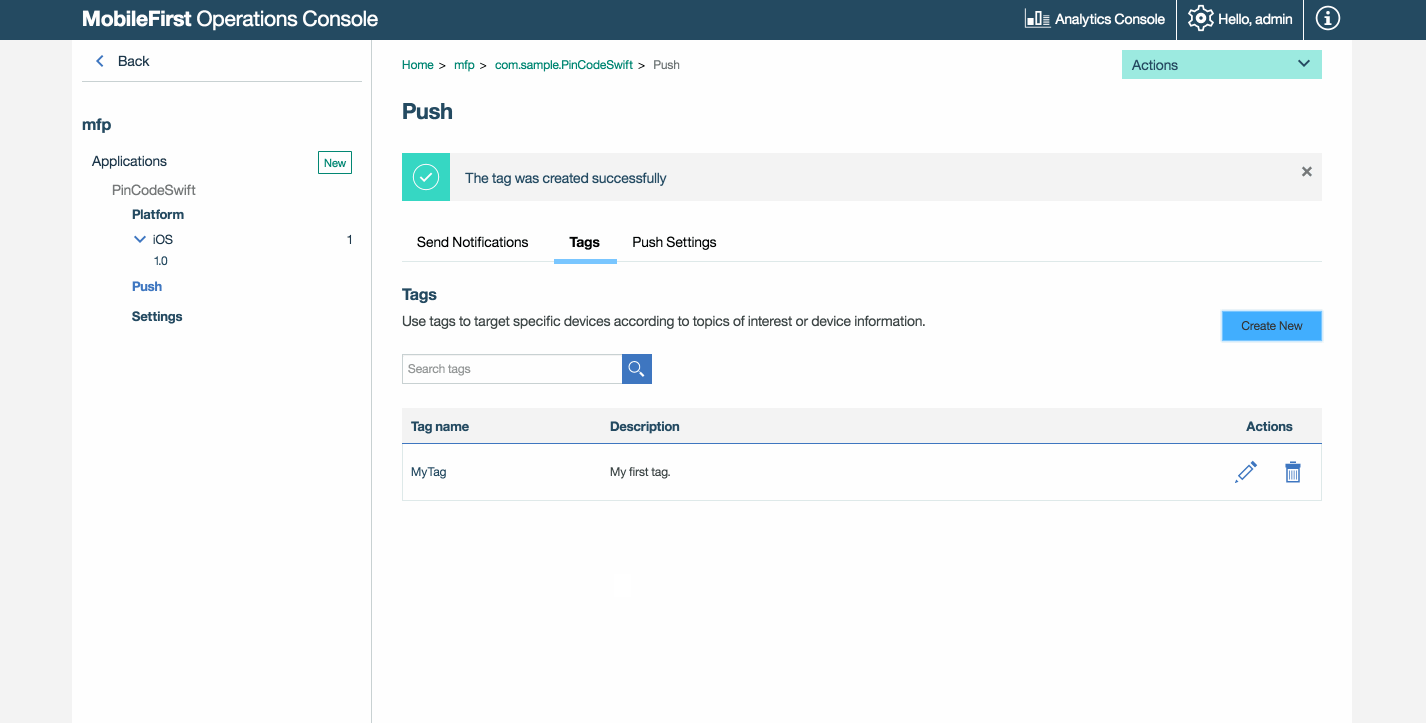 MobileFirst Operations Console
Analytics Console
Hello, admin
Back
mfp
Applications
New
PinCodeSwift
Platform
iOS
1
1.0
Push
Settings
Home > mfp > com.sample.PinCodeSwift > Push
Actions
Push
The tag was created successfully
Send Notifications
Tags
Push Settings
Tags
Use tags to target specific devices according to topics of interest or device information.
Create New
Search tags
Tag name Description Actions
MyTag My first tag.